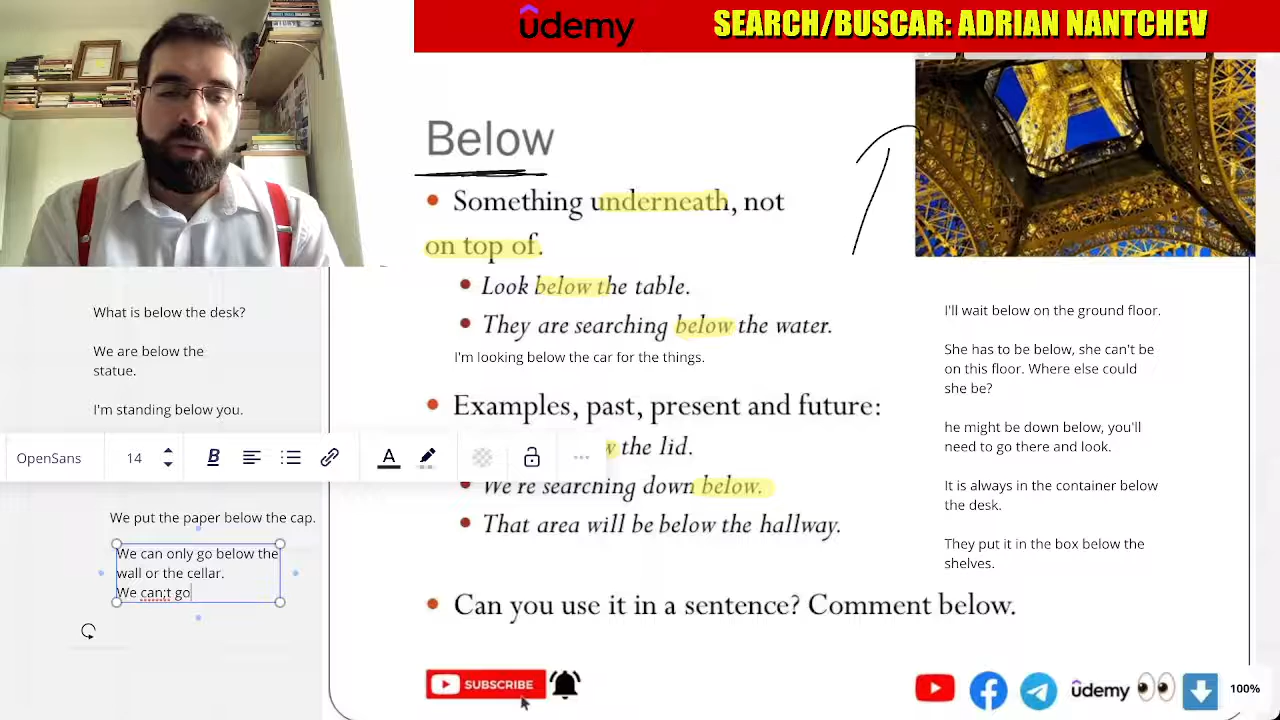 udemy
SEARCH/BUSCAR: ADRIAN NANTCHEV
Below
Something underneath, not
on top of.
Look below the table.
They are searching below the water.
I'm looking below the car for the things.
Examples, past, present and future:
the lid.
We're searching down below.
That area will be below the hallway.
Can you use it in a sentence? Comment below.
What is below the desk?
We are below the
statue.
I'm standing below you.
OpenSans
14
B
A
We put the paper below the cap.
We can only go below the
wall or the cellar.
We can;t go
I'll wait below on the ground floor.
She has to be below, she can't be
on this floor. Where else could
she be?
he might be down below, you'll
need to go there and look.
It is always in the container below
the desk.
They put it in the box below the
shelves.
SUBSCRIBE
udemy
100%